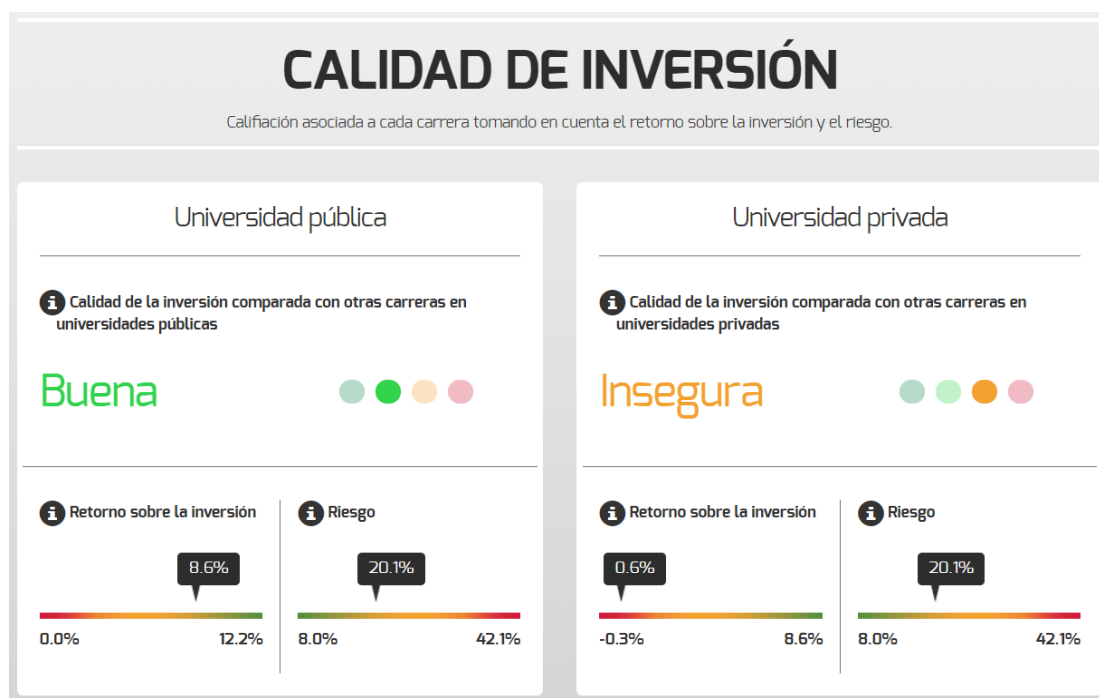 CALIDAD DE INVERSIÓN
Califiación asociada a cada carrera tomando en cuenta el retorno sobre la inversión y el riesgo.
Universidad pública
Calidad de la inversión comparada con otras carreras en
universidades públicas
Buena
Retorno sobre la inversión
8.6%
0.0% 12.2%
Riesgo
20.1%
8.0% 42.1%
Universidad privada
Calidad de la inversión comparada con otras carreras en
universidades privadas
Insegura
Retorno sobre la inversión
0.6%
-0.3% 8.6%
Riesgo
20.1%
8.0% 42.1%